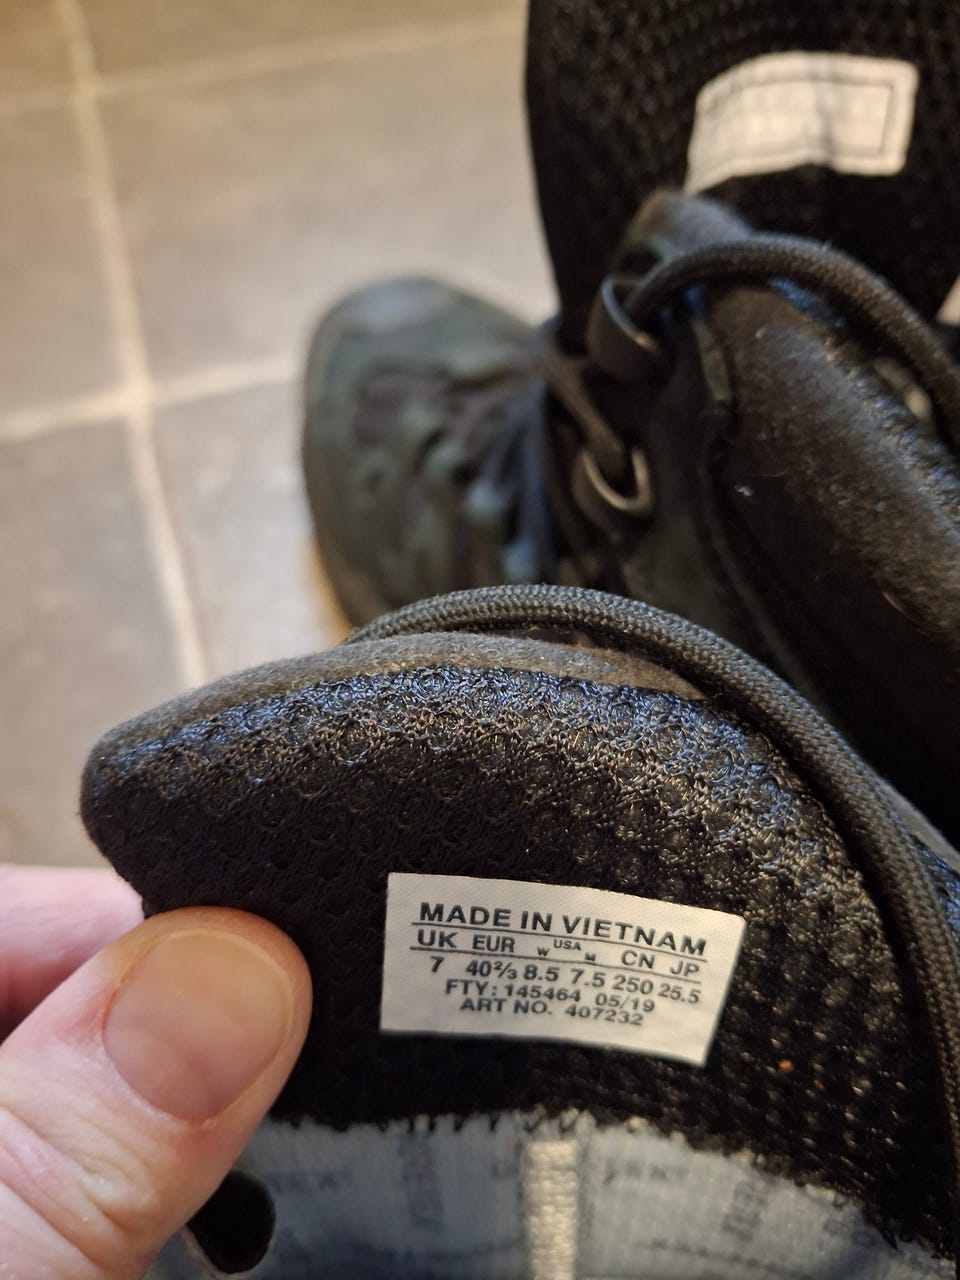 MADE IN VIETNAM
UK EUR W USA M CN JP
7 40⅔ 8.5 7.5 250 25.5
FTY: 145464 05/19
ART NO. 407232